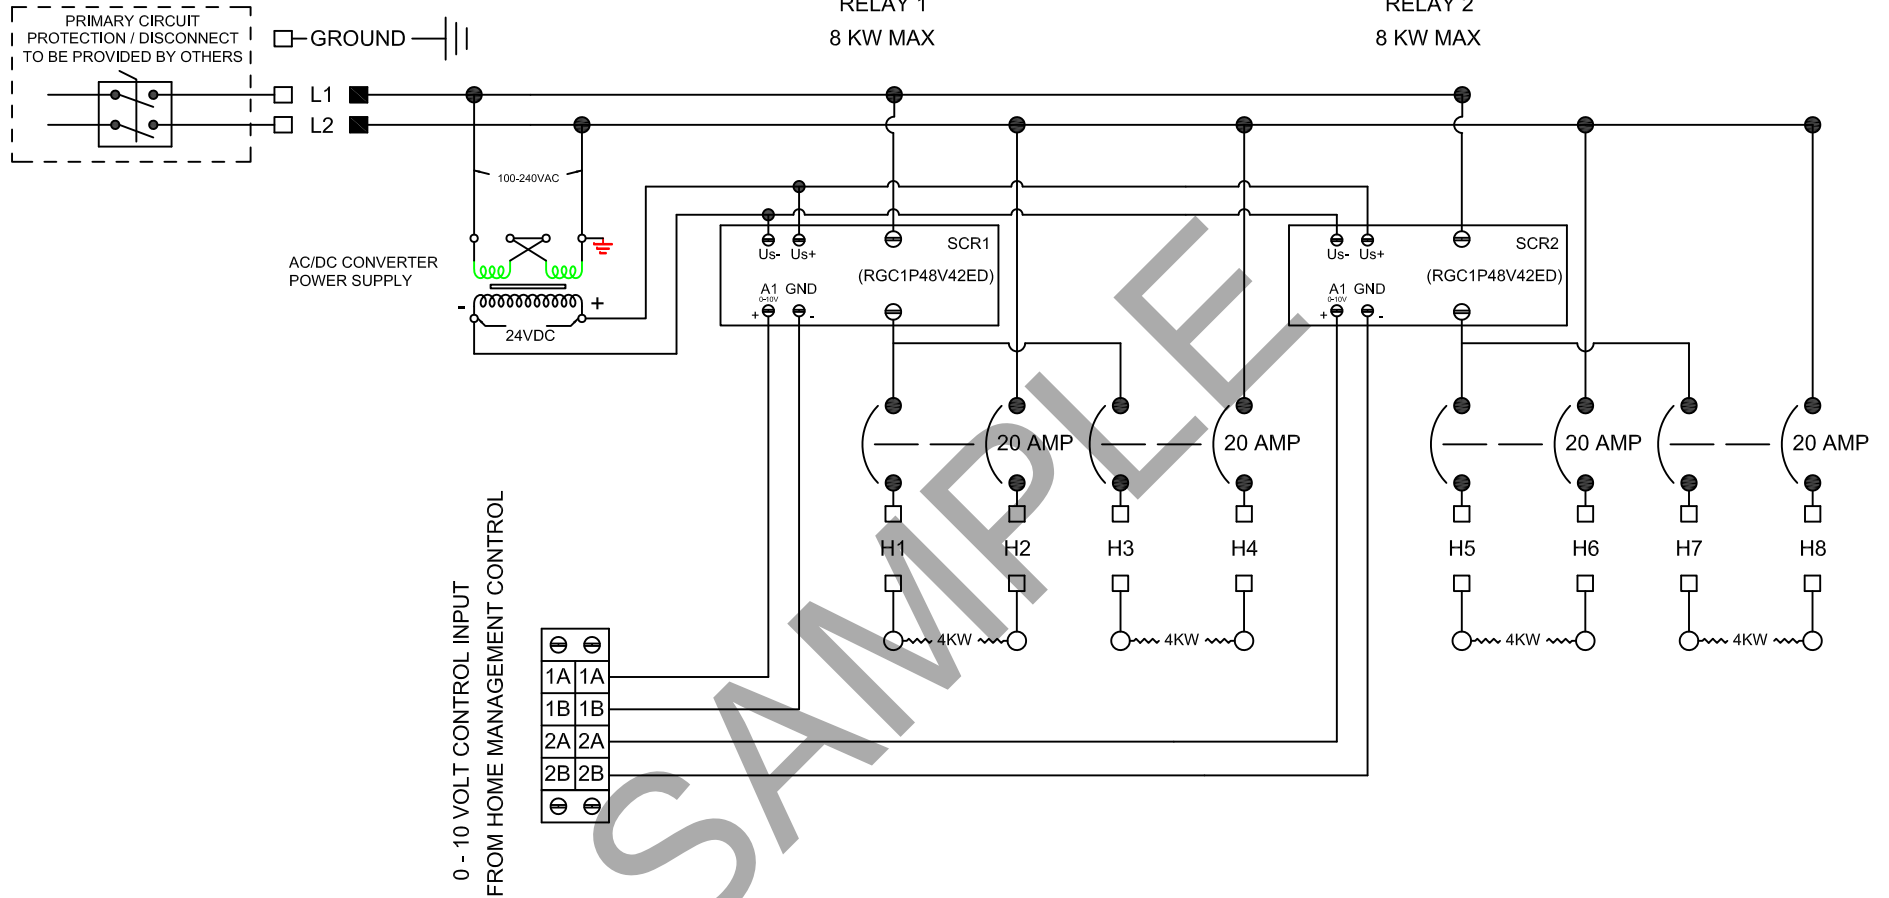 PRIMARY CIRCUIT
PROTECTION / DISCONNECT
TO BE PROVIDED BY OTHERS
GROUND
L1
L2
RELAY 1
8 KW MAX
RELAY 2
8 KW MAX
100-240VAC
AC/DC CONVERTER
POWER SUPPLY
- +
24VDC
Us- Us+
SCR1
(RGC1P48V42ED)
A1 GND
0-10V
+ -
Us- Us+
SCR2
(RGC1P48V42ED)
A1 GND
0-10V
+ -
20 AMP
20 AMP
20 AMP
20 AMP
H1 H2 H3 H4 H5 H6 H7 H8
4KW
4KW
4KW
4KW
0 - 10 VOLT CONTROL INPUT
FROM HOME MANAGEMENT CONTROL
1A 1A
1B 1B
2A 2A
2B 2B
SAMPLE